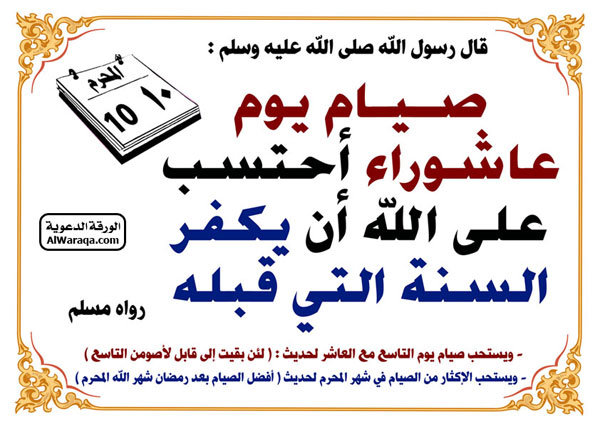 قال رسول الله صلى الله عليه وسلم :
المحرم
10 ١٠
صيام يوم
عاشوراء أحتسب
على الله أن يكفر
السنة التي قبله
الورقة الدعوية
AlWaraqa.com
رواه مسلم
- ويستحب صيام يوم التاسع مع العاشر لحديث : ( لئن بقيت إلى قابل لأصومن التاسع )
- ويستحب الإكثار من الصيام في شهر المحرم لحديث ( أفضل الصيام بعد رمضان شهر الله المحرم )